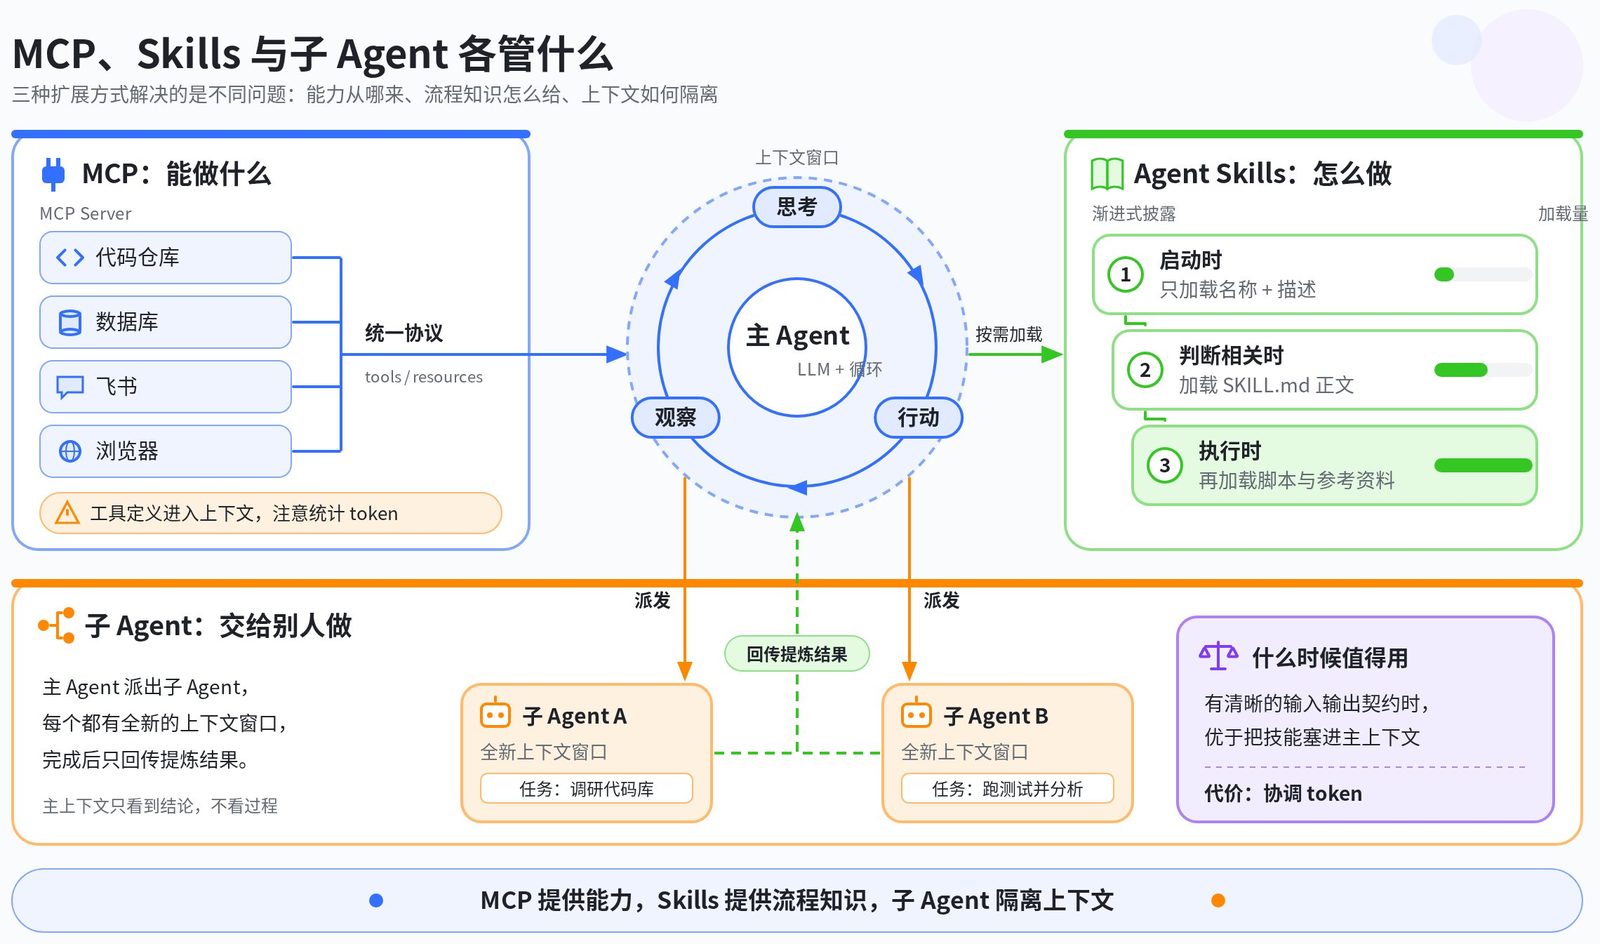 MCP、Skills 与子 Agent 各管什么
三种扩展方式解决的是不同问题：能力从哪来、流程知识怎么给、上下文如何隔离
MCP：能做什么
MCP Server
代码仓库
数据库
飞书
浏览器
统一协议
tools / resources
工具定义进入上下文，注意统计 token
上下文窗口
思考
主 Agent
LLM + 循环
观察
行动
按需加载
Agent Skills：怎么做
渐进式披露
加载量
1
启动时
只加载名称 + 描述
2
判断相关时
加载 SKILL.md 正文
3
执行时
再加载脚本与参考资料
子 Agent：交给别人做
主 Agent 派出子 Agent，
每个都有全新的上下文窗口，
完成后只回传提炼结果。
主上下文只看到结论，不看过程
派发
派发
回传提炼结果
子 Agent A
全新上下文窗口
任务：调研代码库
子 Agent B
全新上下文窗口
任务：跑测试并分析
什么时候值得用
有清晰的输入输出契约时，
优于把技能塞进主上下文
代价：协调 token
MCP 提供能力，Skills 提供流程知识，子 Agent 隔离上下文